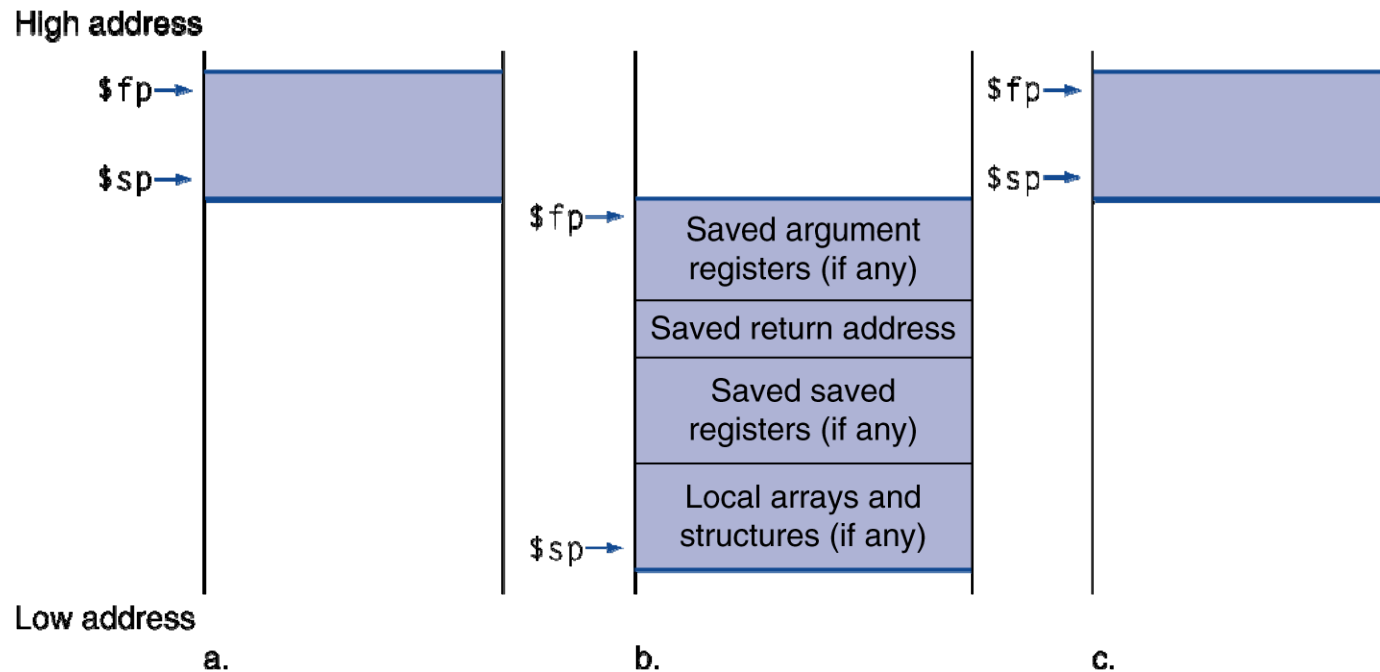 High address
$fp
$sp
$fp
Saved argument
registers (if any)
Saved return address
Saved saved
registers (if any)
Local arrays and
structures (if any)
$sp
$fp
$sp
Low address
a.
b.
c.